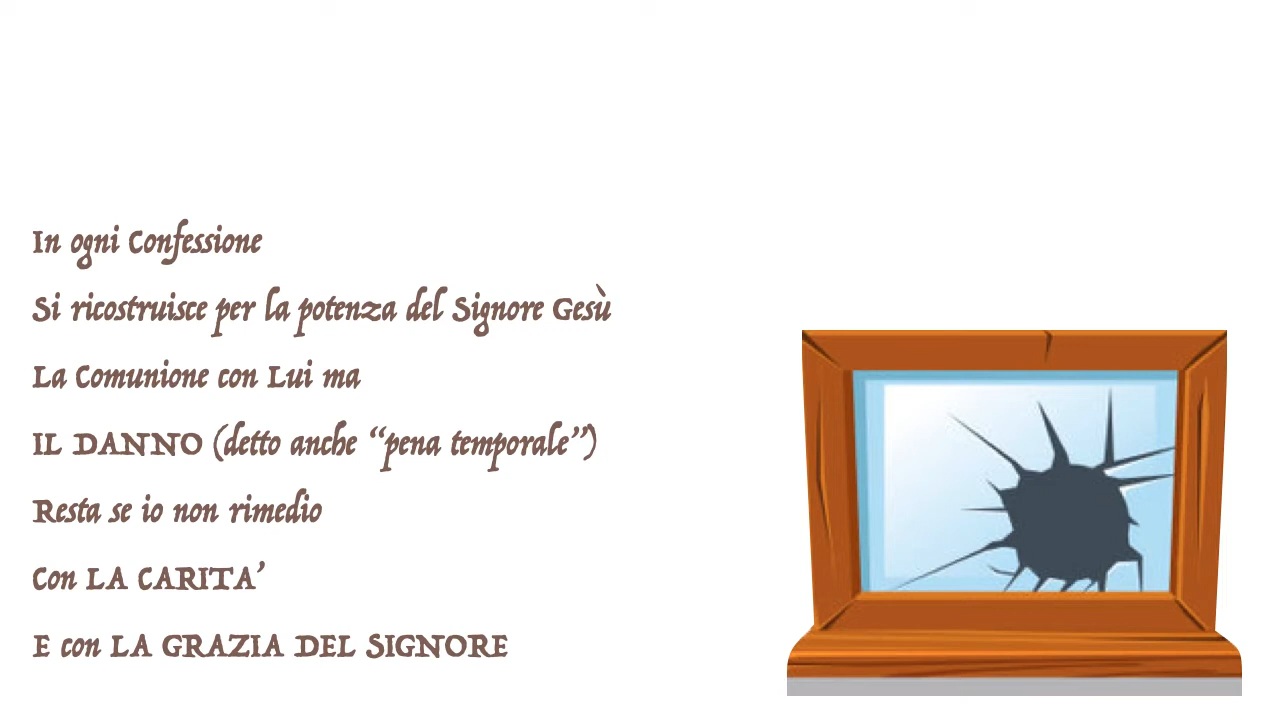 In ogni Confessione
Si ricostruisce per la potenza del Signore Gesù
La Comunione con Lui ma
IL DANNO (detto anche “pena temporale”)
Resta se io non rimedio
Con LA CARITA’
E con LA GRAZIA DEL SIGNORE